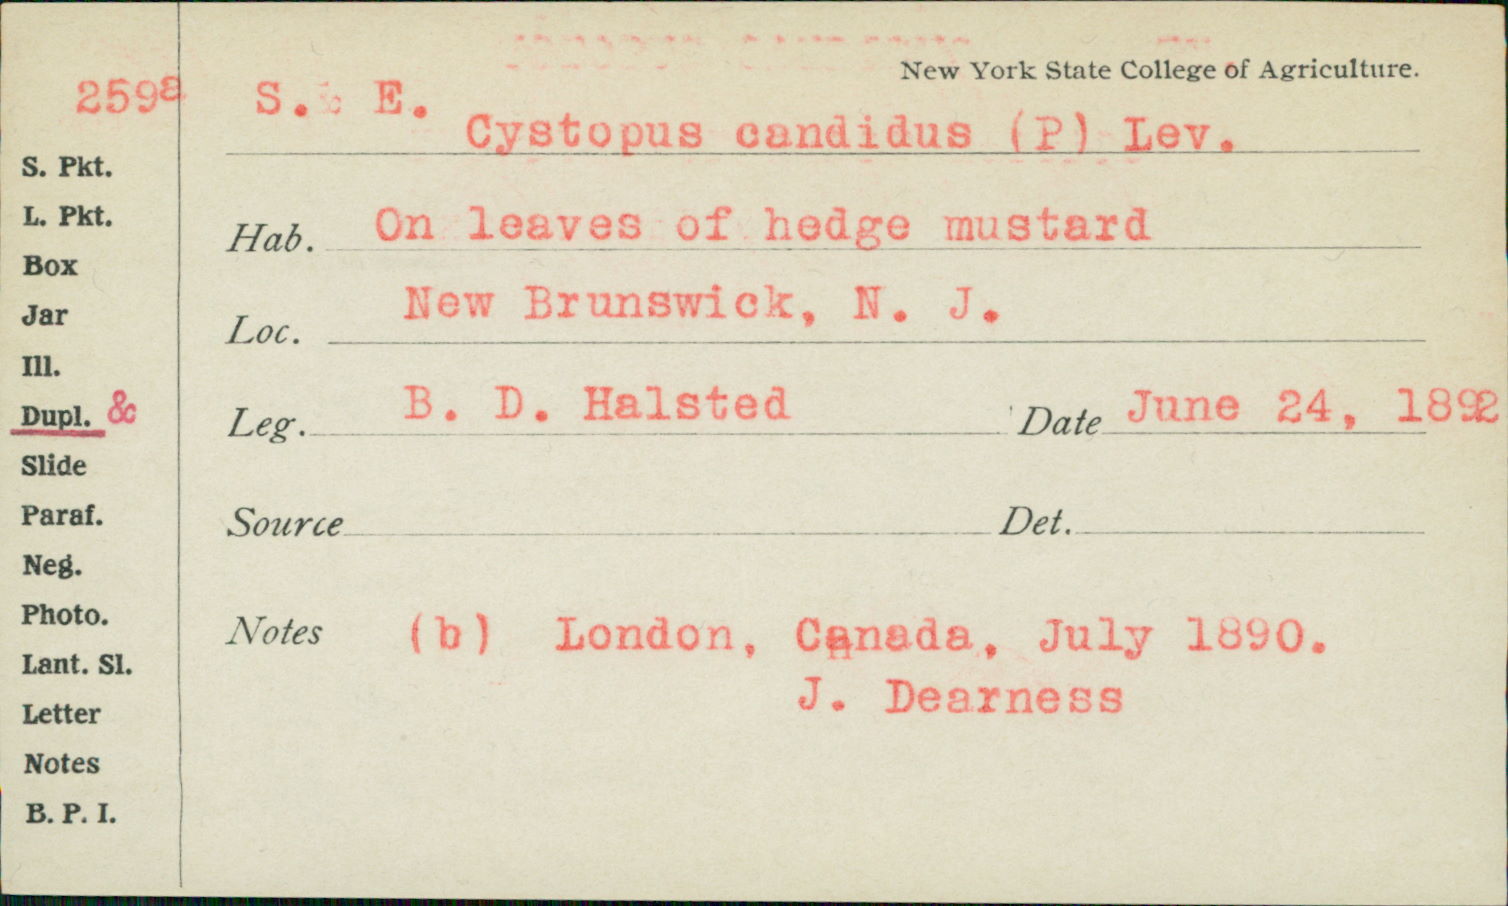 New York State College of Agriculture.
259a S. & E.
Cystopus candidus (P) Lev.
S. Pkt.
L. Pkt.
Box
Jar
Ill.
Dupl. &
Slide
Paraf.
Neg.
Photo.
Lant. Sl.
Letter
Notes
B. P. I.
Hab. On leaves of hedge mustard
Loc. New Brunswick, N. J.
Leg. B. D. Halsted Date June 24, 1892
Source Det.
Notes (b) London, Canada, July 1890.
J. Dearness